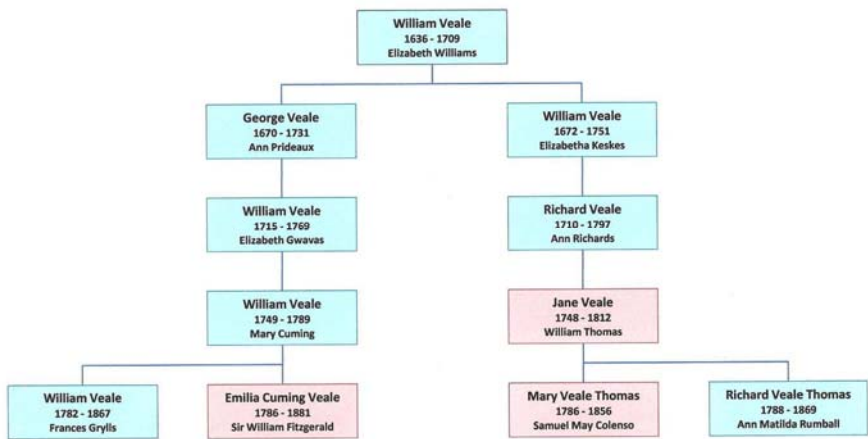 William Veale
1636 - 1709
Elizabeth Williams
George Veale
1670 - 1731
Ann Prideaux
William Veale
1672 - 1751
Elizabetha Keskes
William Veale
1715 - 1769
Elizabeth Gwavas
Richard Veale
1710 - 1797
Ann Richards
William Veale
1749 - 1789
Mary Cuming
Jane Veale
1748 - 1812
William Thomas
William Veale
1782 - 1867
Frances Grylls
Emilia Cuming Veale
1786 - 1881
Sir William Fitzgerald
Mary Veale Thomas
1786 - 1856
Samuel May Colenso
Richard Veale Thomas
1788 - 1869
Ann Matilda Rumball